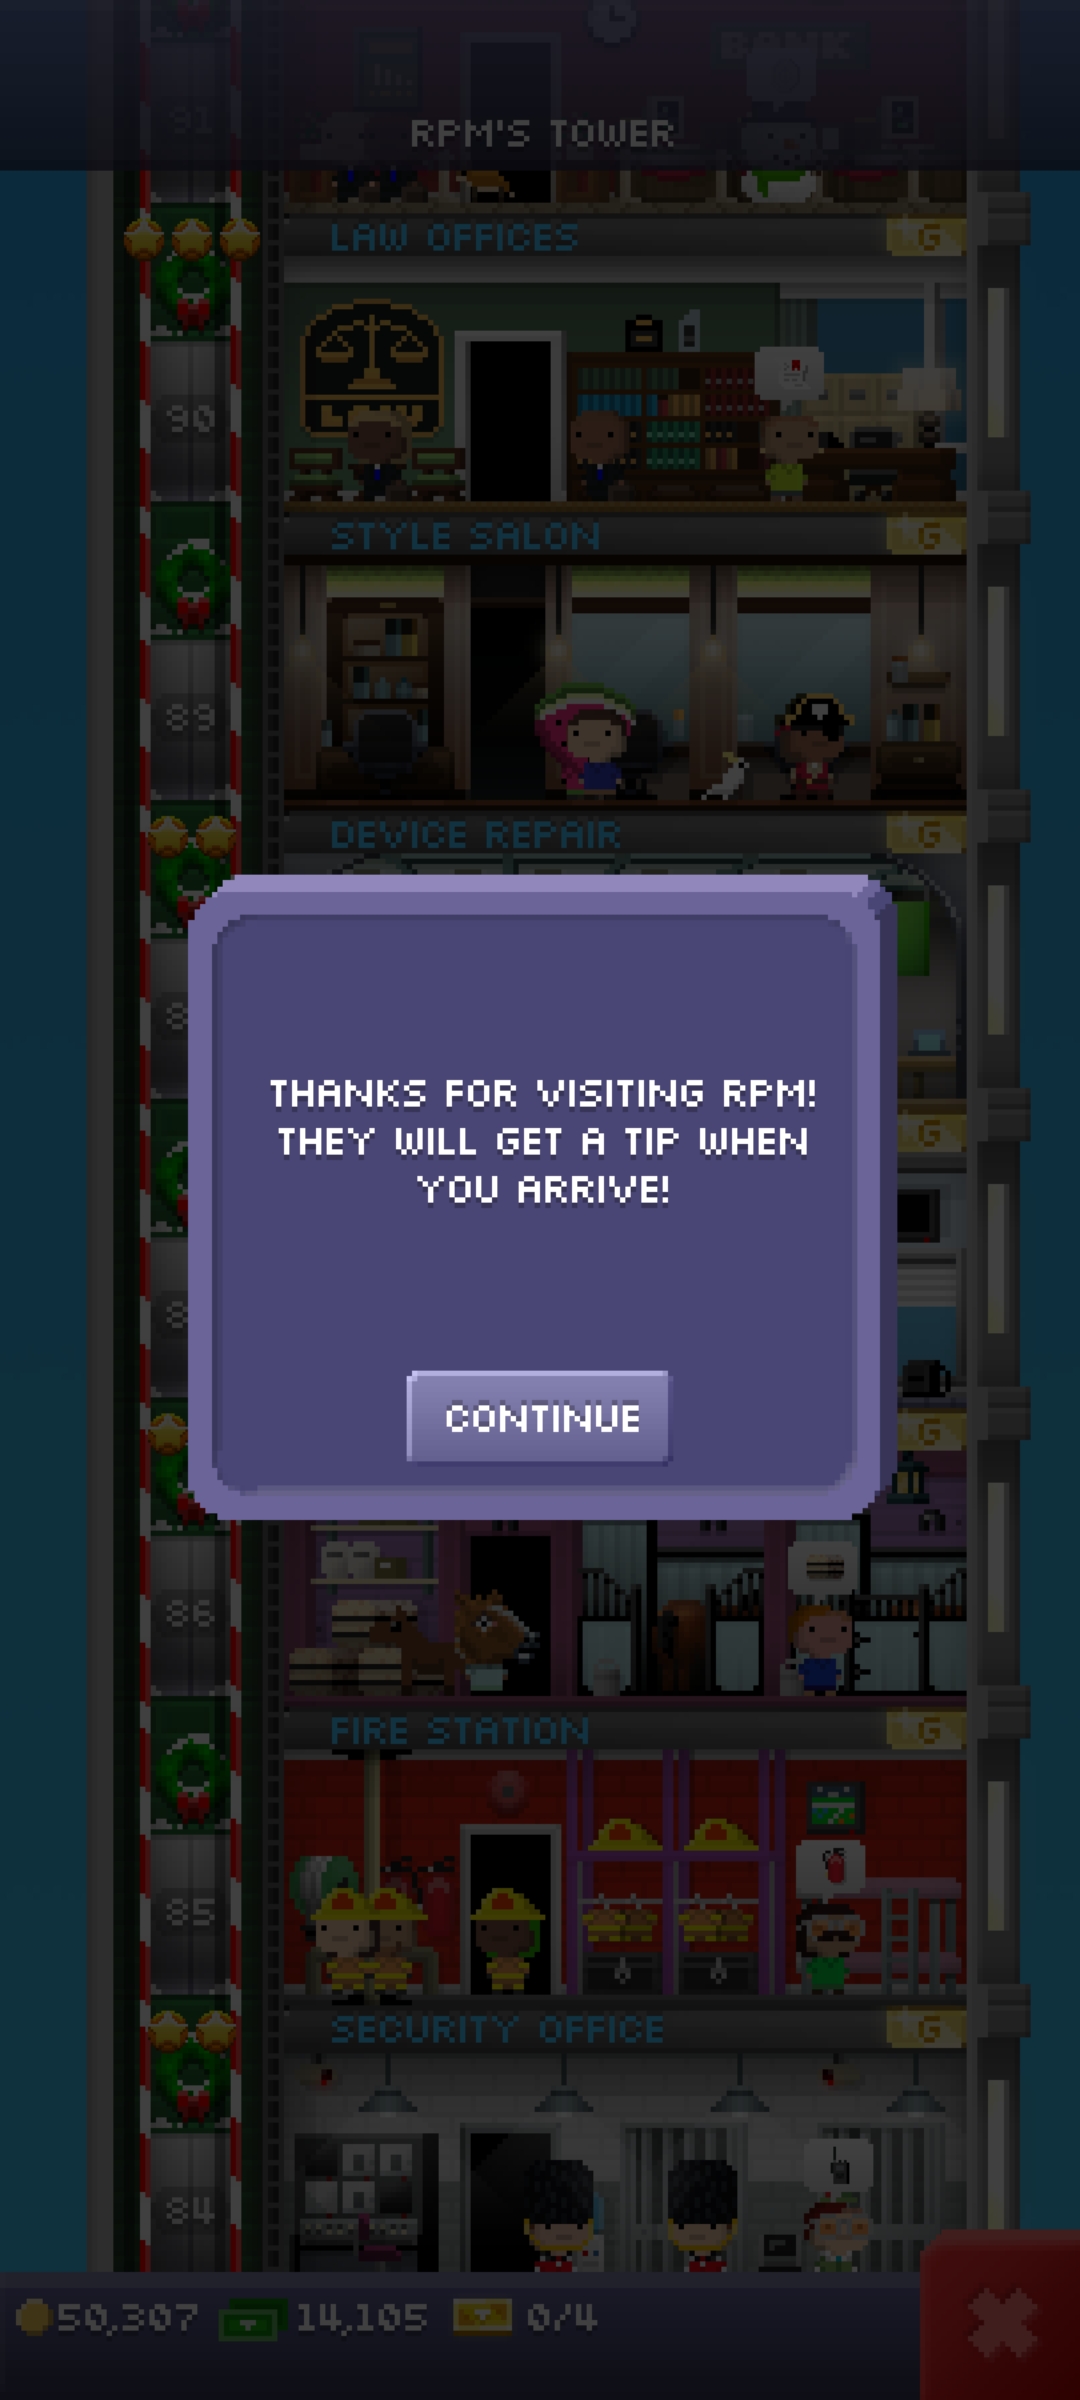 BANK
91
RPM'S TOWER
LAW OFFICES G
LAW
90
STYLE SALON G
89
DEVICE REPAIR G
THANKS FOR VISITING RPM!
THEY WILL GET A TIP WHEN
YOU ARRIVE!
G
CONTINUE
G
86
FIRE STATION G
85
SECURITY OFFICE G
84
50,307 14,105 0/4